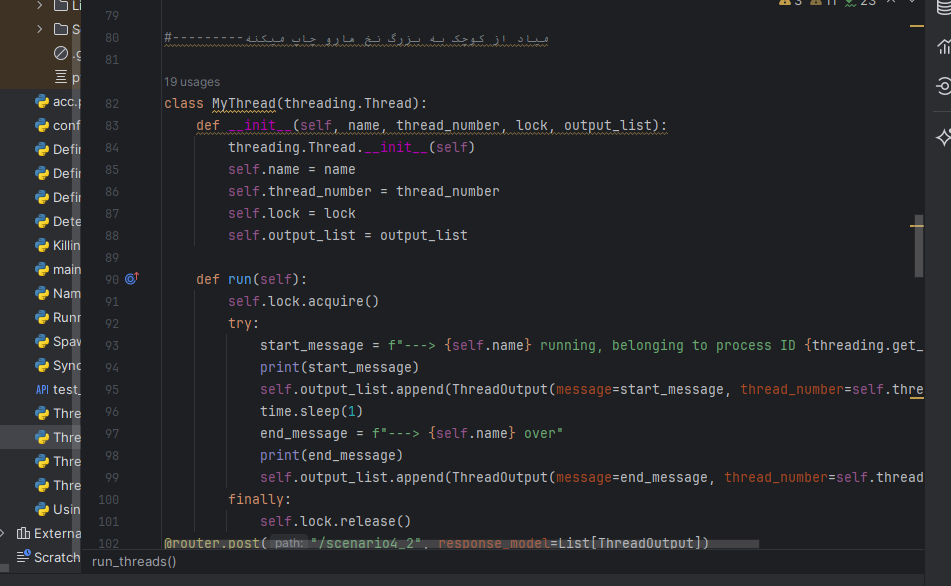 Li
S
.g
p
acc.p
conf
Defin
Defin
Defin
Dete
Killin
main
Nam
Runn
Spaw
Sync
API test_
Thre
Thre
Thre
Thre
Usin
Externa
Scratch
3 11 23
79
80 #---------میاد از کوچک به بزرگ نخ هارو چاپ میکنه
81
19 usages
82 class MyThread(threading.Thread):
83 def __init__(self, name, thread_number, lock, output_list):
84 threading.Thread.__init__(self)
85 self.name = name
86 self.thread_number = thread_number
87 self.lock = lock
88 self.output_list = output_list
89
90 def run(self):
91 self.lock.acquire()
92 try:
93 start_message = f"---> {self.name} running, belonging to process ID {threading.get_
94 print(start_message)
95 self.output_list.append(ThreadOutput(message=start_message, thread_number=self.thre
96 time.sleep(1)
97 end_message = f"---> {self.name} over"
98 print(end_message)
99 self.output_list.append(ThreadOutput(message=end_message, thread_number=self.thread
100 finally:
101 self.lock.release()
102 @router.post( path: "/scenario4_2", response_model=List[ThreadOutput])
run_threads()